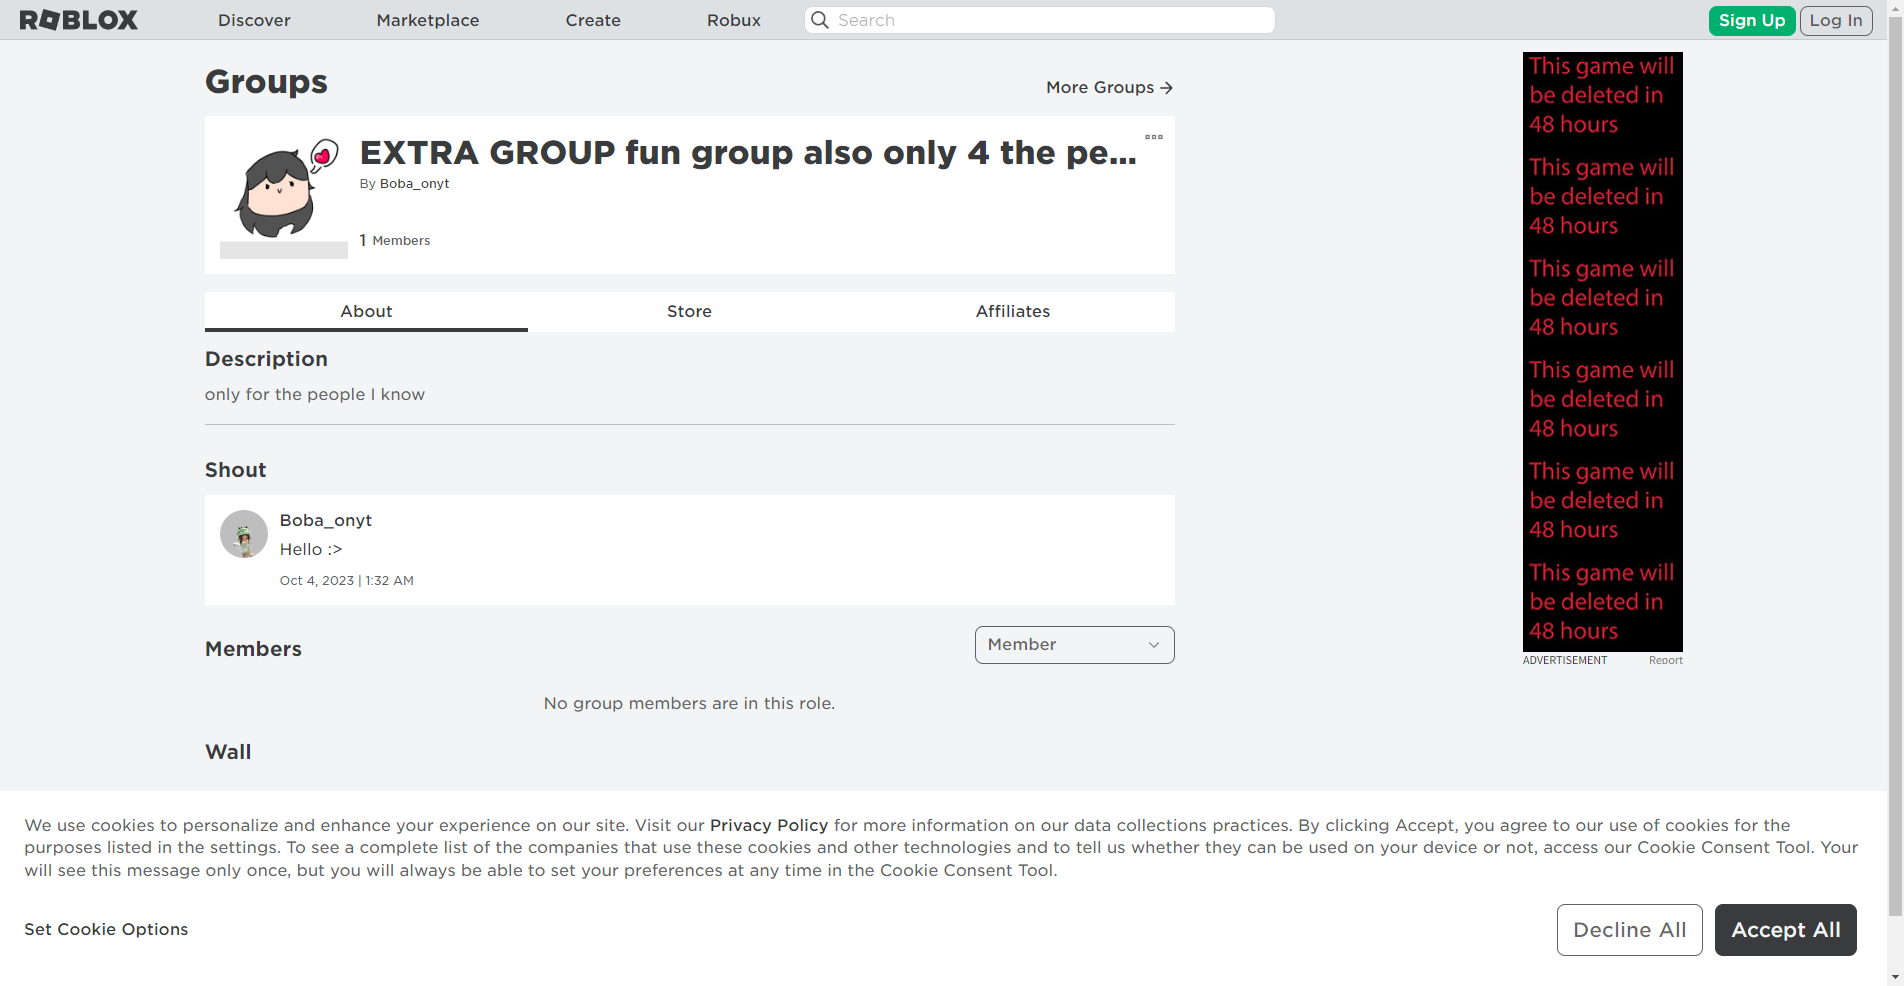 ROBLOX
Discover
Marketplace
Create
Robux
Search
Sign Up
Log In
Groups
More Groups
EXTRA GROUP fun group also only 4 the pe...
By Boba_onyt
1 Members
About
Store
Affiliates
Description
only for the people I know
Shout
Boba_onyt
Hello :>
Oct 4, 2023 | 1:32 AM
Members
Member
No group members are in this role.
Wall
This game will
be deleted in
48 hours
This game will
be deleted in
48 hours
This game will
be deleted in
48 hours
This game will
be deleted in
48 hours
This game will
be deleted in
48 hours
This game will
be deleted in
48 hours
ADVERTISEMENT
Report
We use cookies to personalize and enhance your experience on our site. Visit our Privacy Policy for more information on our data collections practices. By clicking Accept, you agree to our use of cookies for the
purposes listed in the settings. To see a complete list of the companies that use these cookies and other technologies and to tell us whether they can be used on your device or not, access our Cookie Consent Tool. Your
will see this message only once, but you will always be able to set your preferences at any time in the Cookie Consent Tool.
Set Cookie Options
Decline All
Accept All